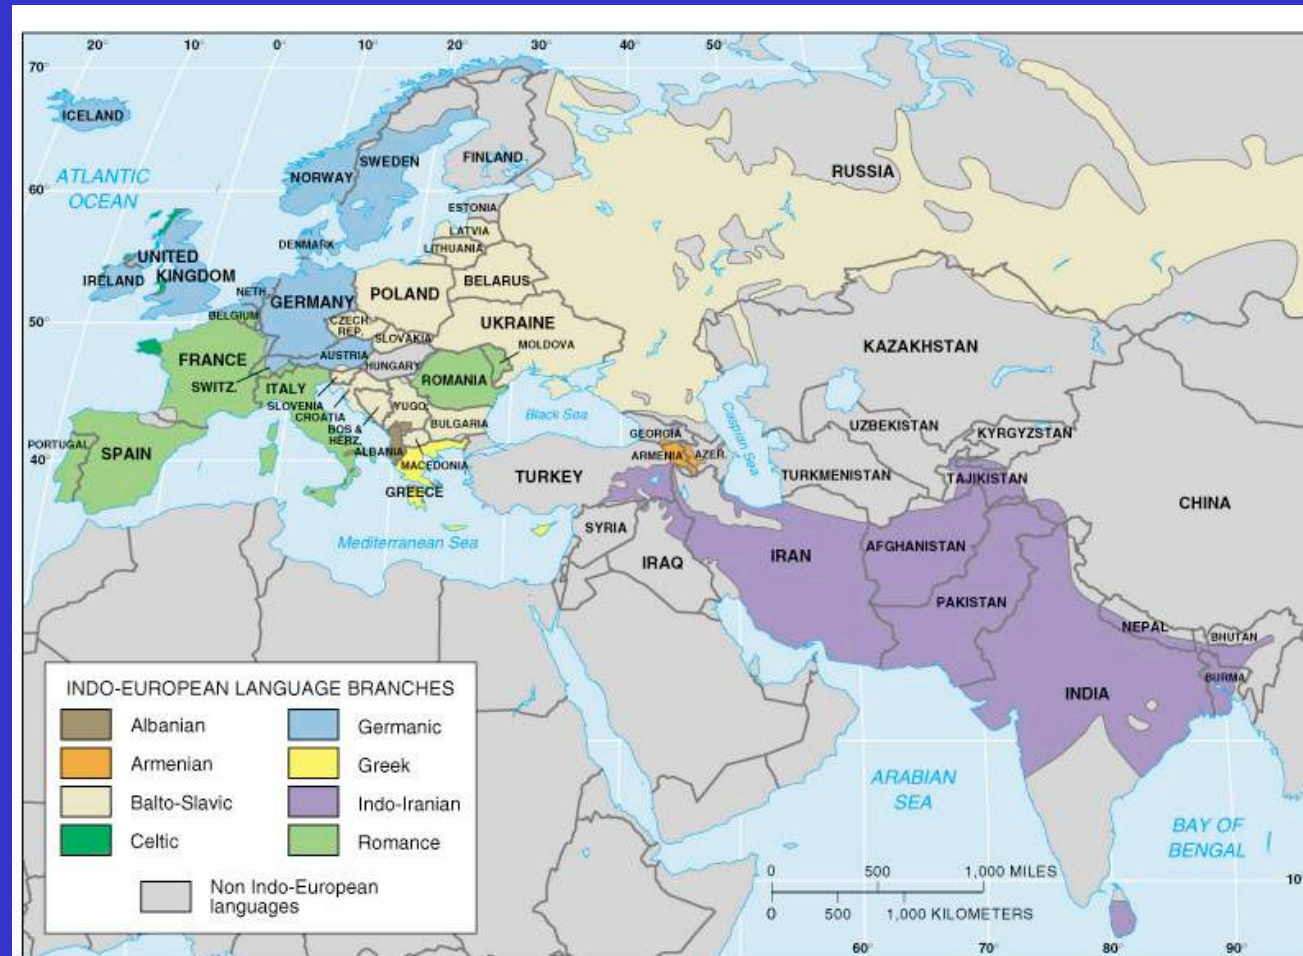 20° 10° 0° 10° 20° 30° 40° 50°
70°
ICELAND
ATLANTIC
OCEAN
60°
NORWAY
SWEDEN
FINLAND
RUSSIA
ESTONIA
LATVIA
LITHUANIA
DENMARK
UNITED
KINGDOM
IRELAND
NETH.
GERMANY
POLAND
BELARUS
BELGIUM
50°
CZECH
REP.
SLOVAKIA
UKRAINE
MOLDOVA
FRANCE
SWITZ.
AUSTRIA
HUNGARY
ROMANIA
KAZAKHSTAN
ITALY
SLOVENIA
CROATIA
BOS &
HERZ.
YUGO.
BULGARIA
ALBANIA
MACEDONIA
GREECE
Black Sea
Caspian Sea
GEORGIA
ARMENIA
AZER.
UZBEKISTAN
KYRGYZSTAN
PORTUGAL
SPAIN
40°
TURKEY
TURKMENISTAN
TAJIKISTAN
CHINA
SYRIA
IRAQ
IRAN
AFGHANISTAN
Mediterranean Sea
PAKISTAN
NEPAL
BHUTAN
BURMA
INDIA
INDO-EUROPEAN LANGUAGE BRANCHES
Albanian
Armenian
Balto-Slavic
Celtic
Germanic
Greek
Indo-Iranian
Romance
Non Indo-European
languages
ARABIAN
SEA
BAY OF
BENGAL
0 500 1,000 MILES
0 500 1,000 KILOMETERS
10°
60° 70° 80° 90°